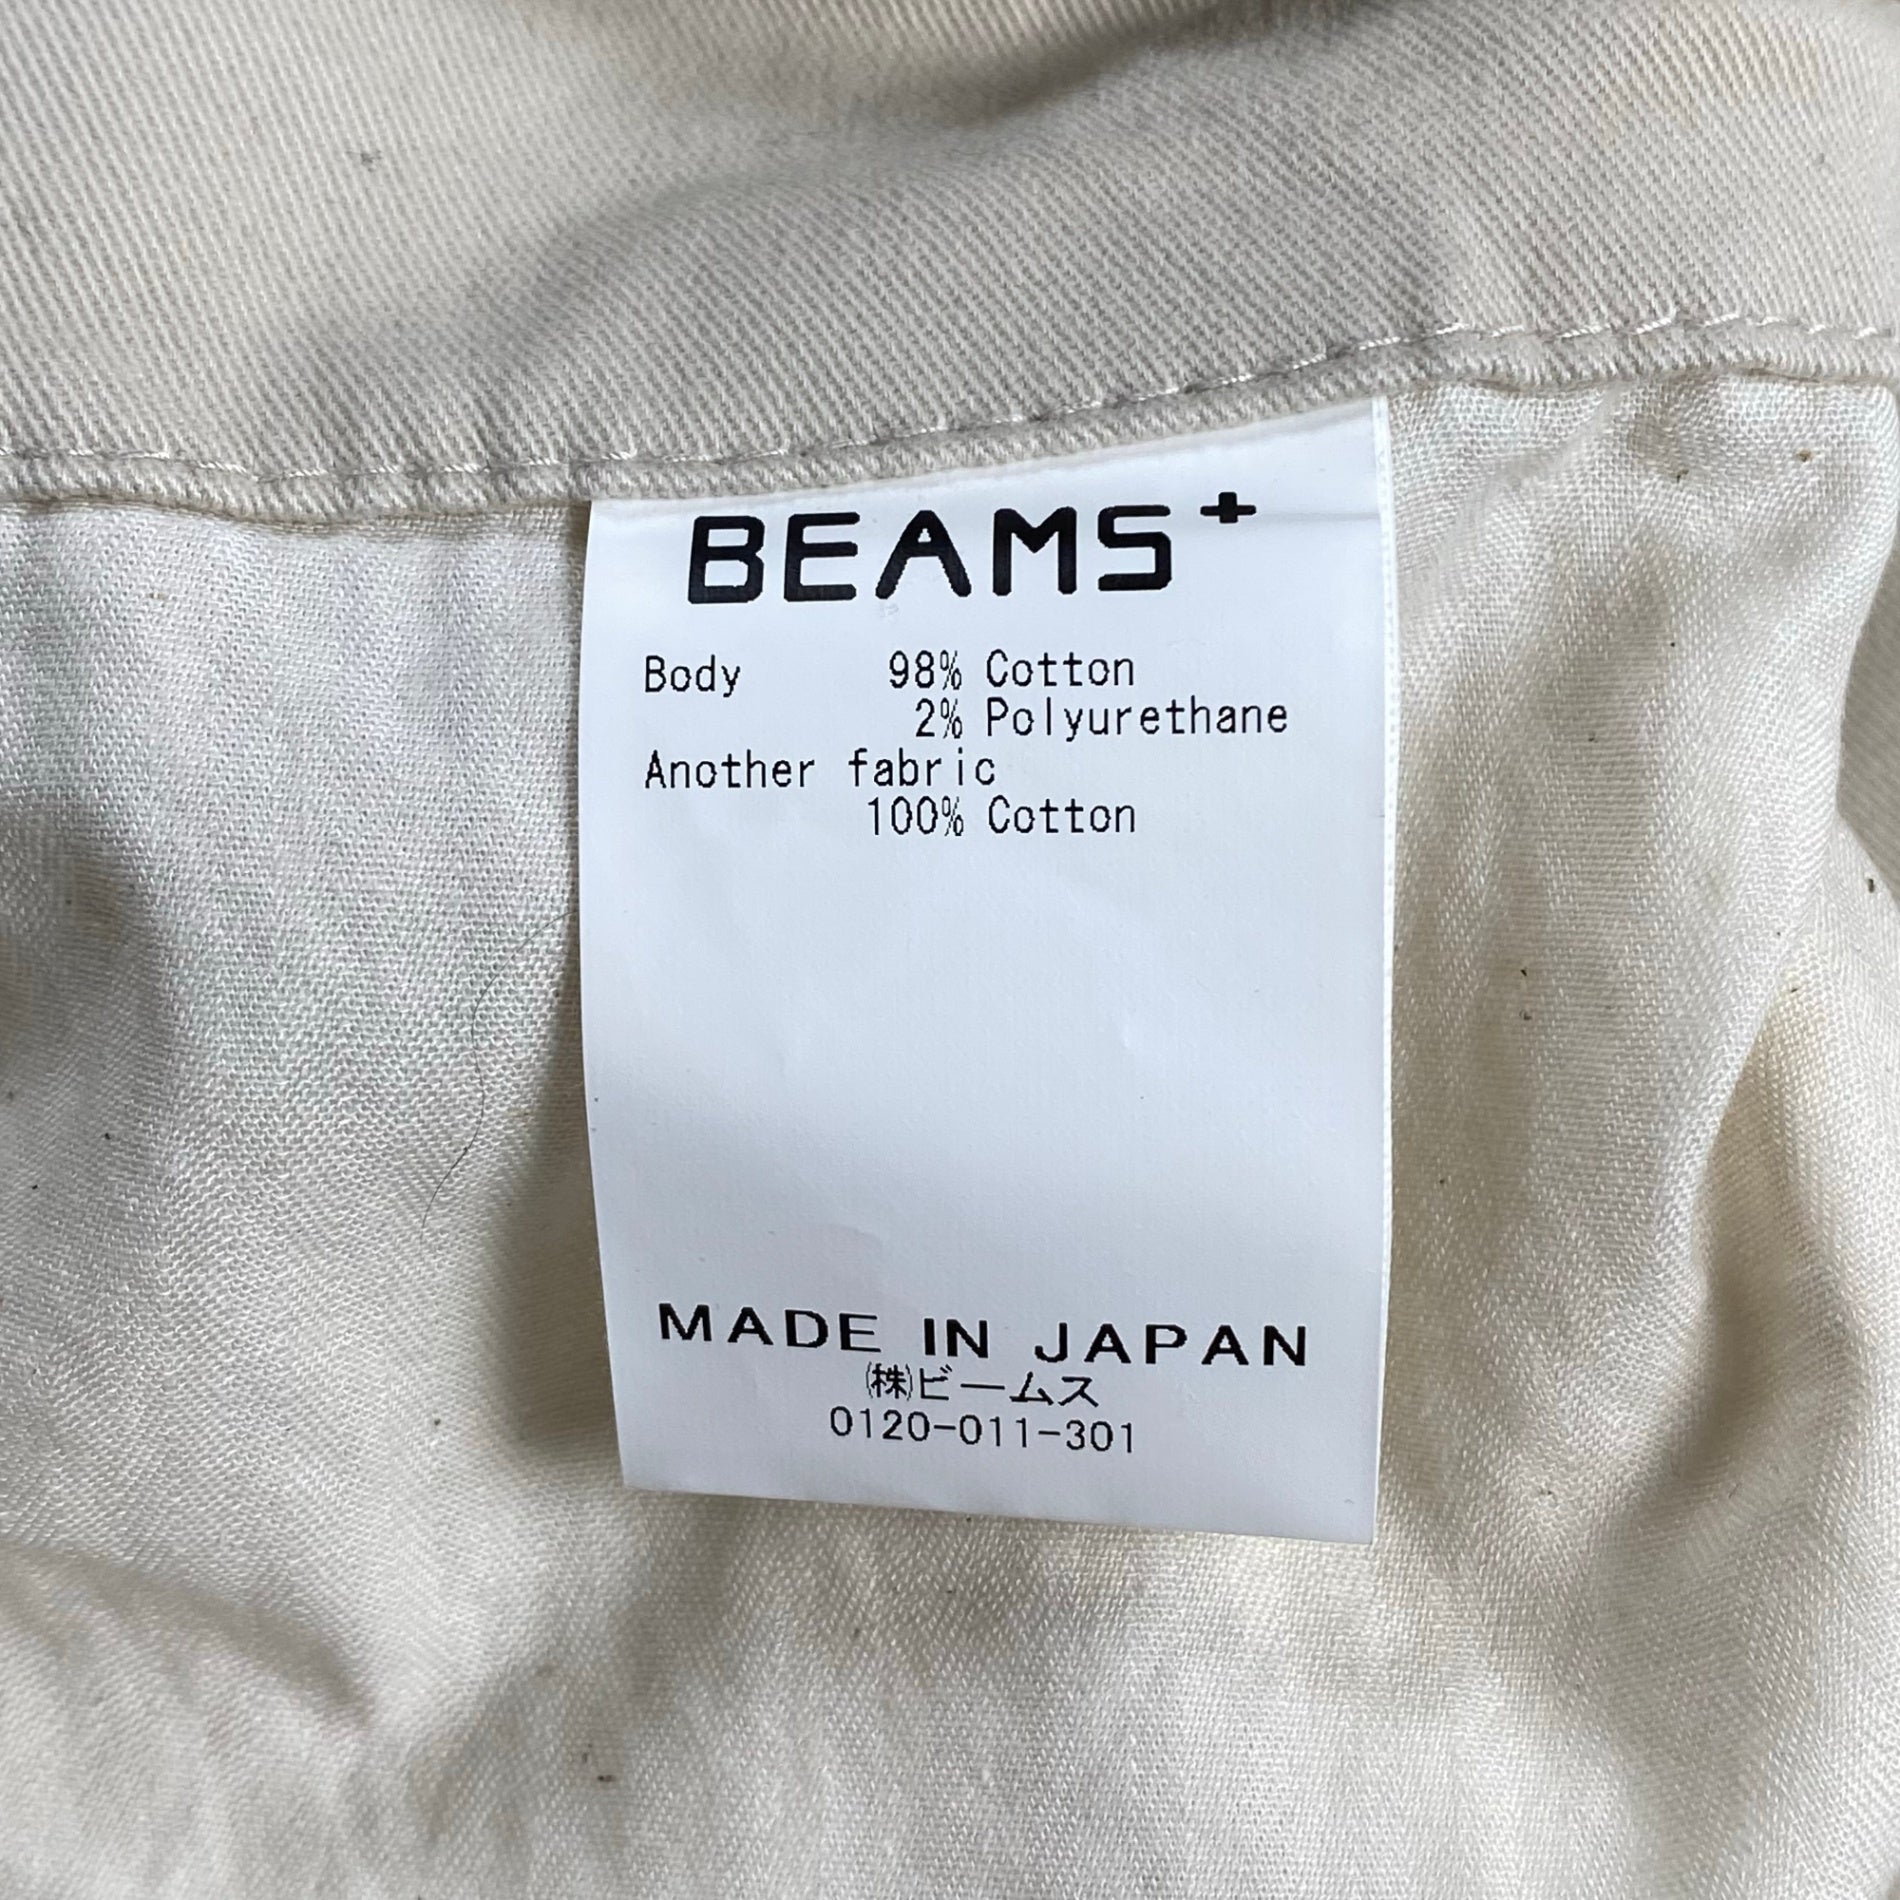 BEAMS+
Body 98% Cotton
2% Polyurethane
Another fabric
100% Cotton
MADE IN JAPAN
㈱ビームス
0120-011-301